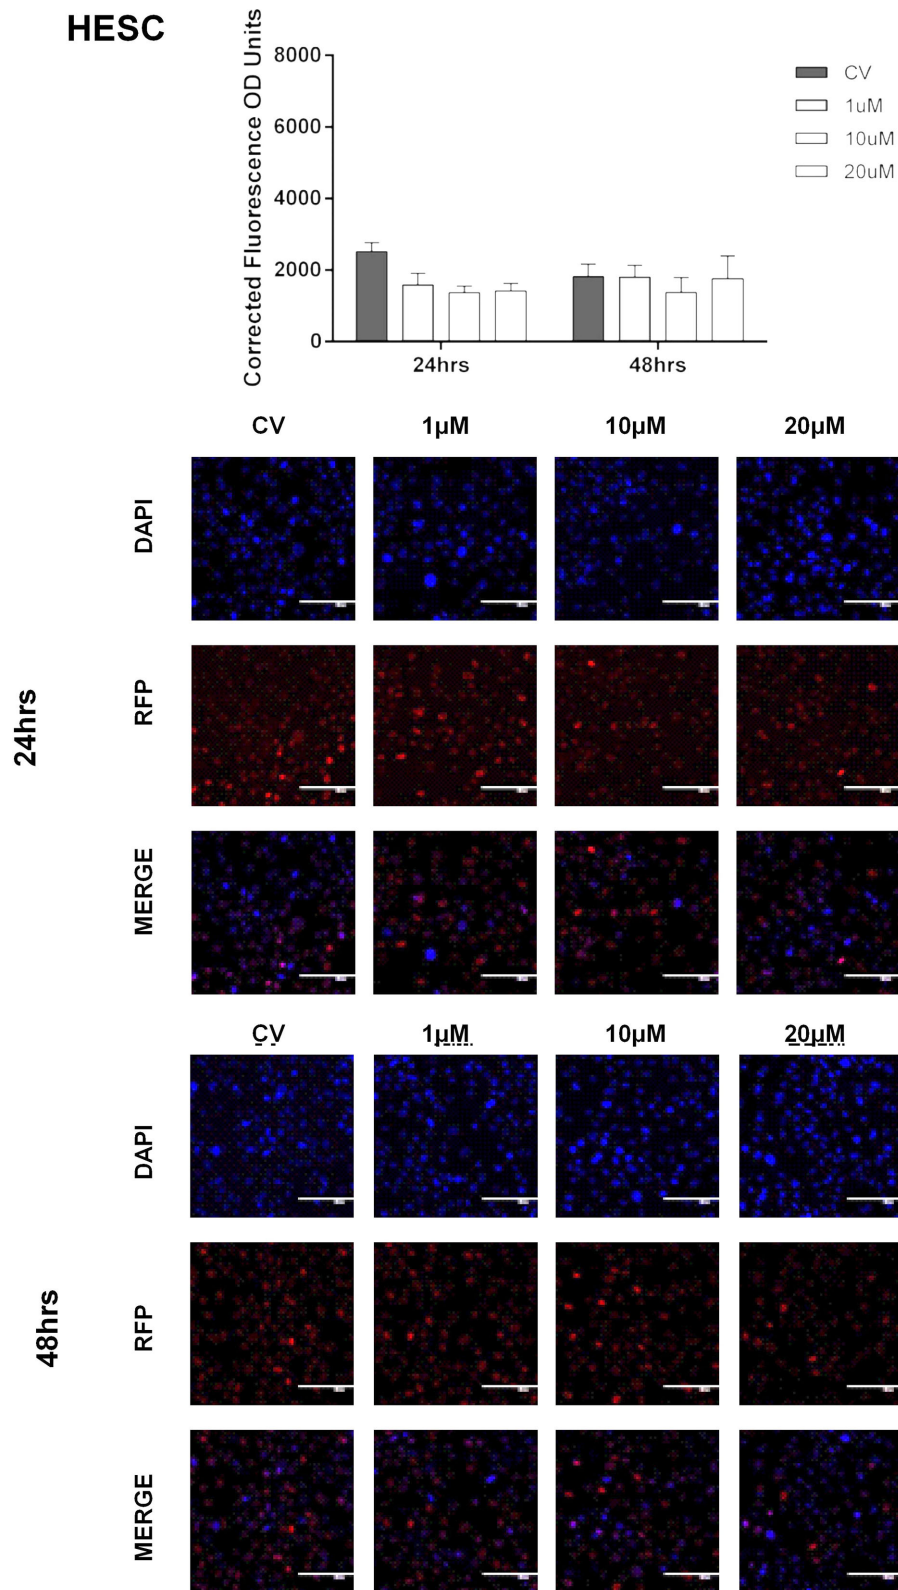 HESC
Corrected Fluorescence OD Units
8000
6000
4000
2000
0
24hrs
48hrs
CV
1uM
10uM
20uM
CV 1µM 10µM 20µM
24hrs
DAPI
RFP
MERGE
CV 1µM 10µM 20µM
48hrs
DAPI
RFP
MERGE